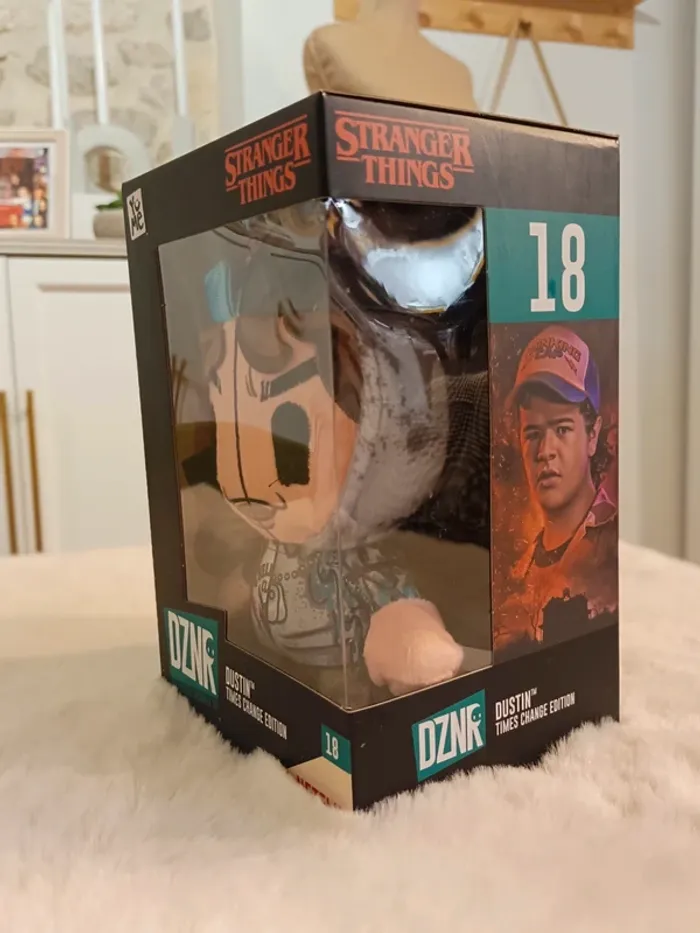 STRANGER
THINGS
STRANGER
THINGS
18
DZNR
DUSTIN™
TIMES CHANGE EDITION
18
DZNR
DUSTIN™
TIMES CHANGE EDITION